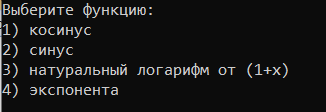 Выберите функцию:
1) косинус
2) синус
3) натуральный логарифм от (1+x)
4) экспонента